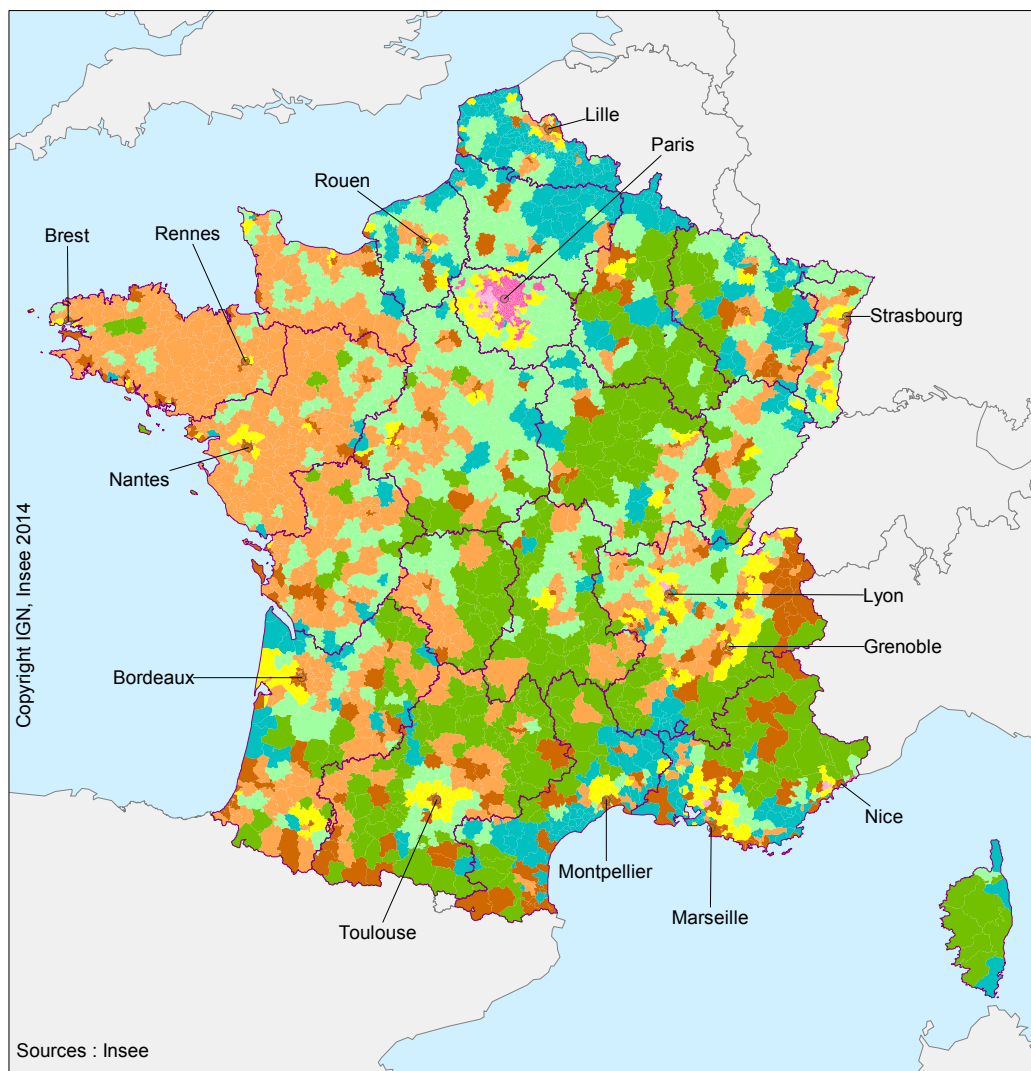 Lille
Paris
Rouen
Brest
Rennes
Strasbourg
Nantes
Copyright IGN, Insee 2014
Lyon
Grenoble
Bordeaux
Nice
Montpellier
Marseille
Toulouse
Sources : Insee